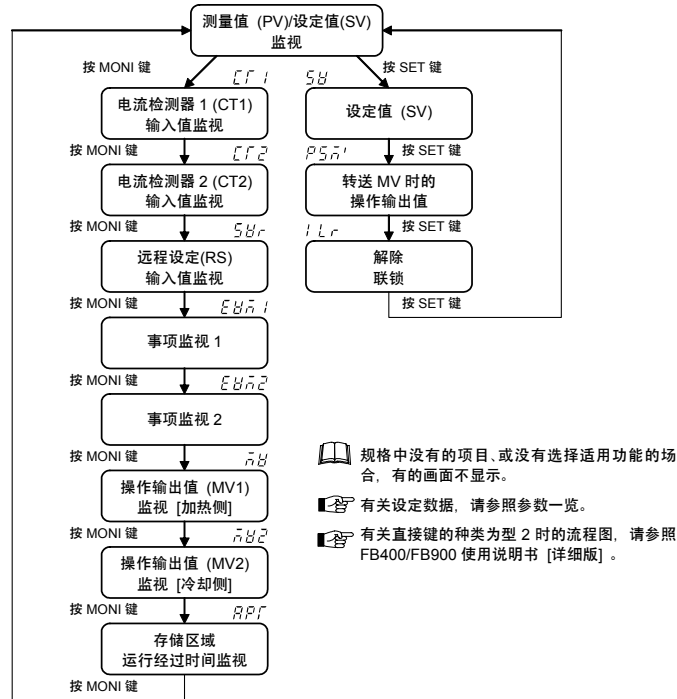 测量值 (PV)/设定值(SV)
监视
按 MONI 键
按 SET 键
电流检测器 1 (CT1)
输入值监视
设定值 (SV)
按 MONI 键
按 SET 键
电流检测器 2 (CT2)
输入值监视
转送 MV 时的
操作输出值
按 MONI 键
按 SET 键
远程设定(RS)
输入值监视
解除
联锁
按 MONI 键
按 SET 键
事项监视 1
按 MONI 键
事项监视 2
按 MONI 键
操作输出值 (MV1)
监视 [加热侧]
按 MONI 键
操作输出值 (MV2)
监视 [冷却侧]
按 MONI 键
存储区域
运行经过时间监视
按 MONI 键
规格中没有的项目、或没有选择适用功能的场
合，有的画面不显示。
有关设定数据，请参照参数一览。
有关直接键的种类为型 2 时的流程图，请参照
FB400/FB900 使用说明书 [详细版] 。